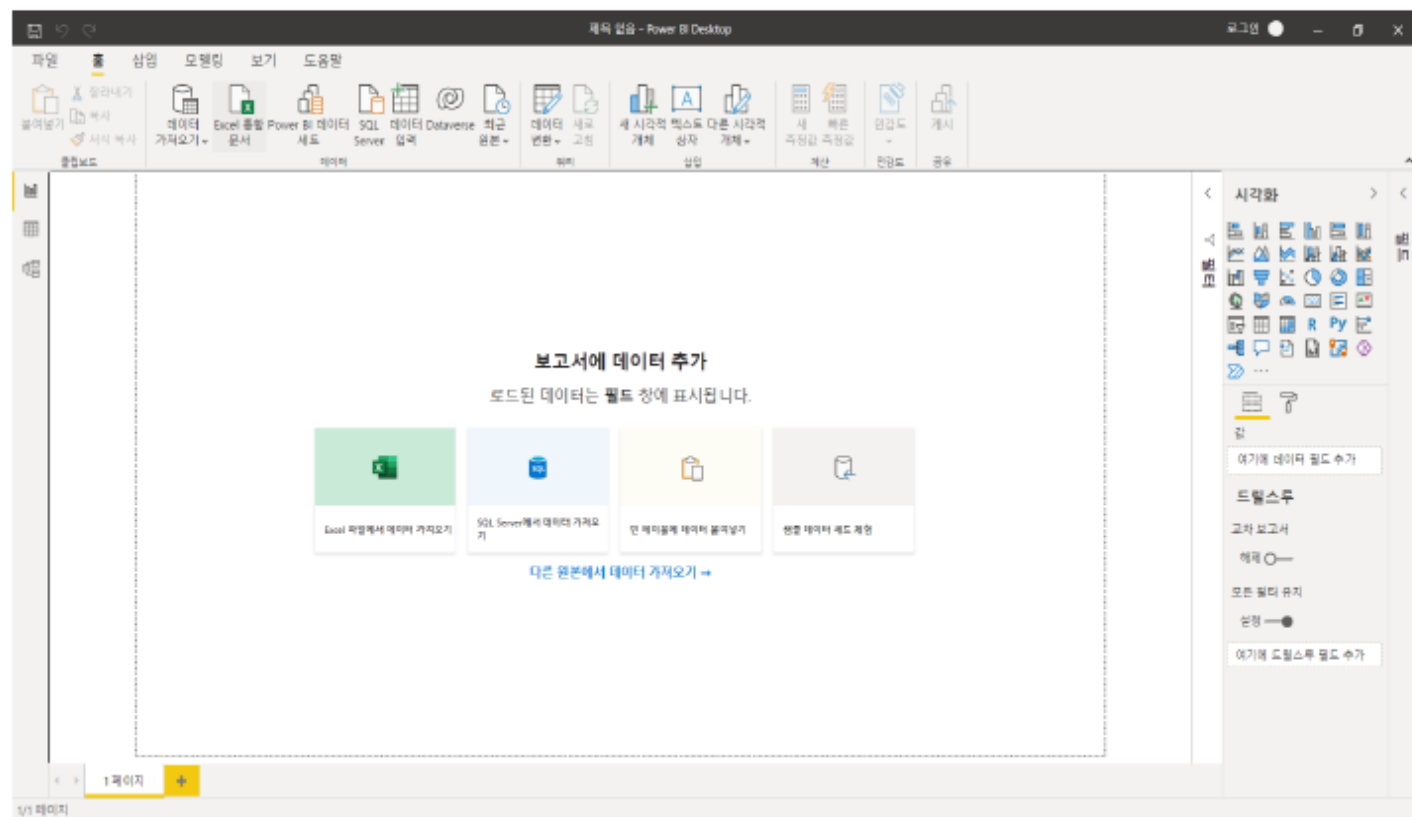 제목 없음 - Power BI Desktop
로그인
파일 홈 삽입 모델링 보기 도움말
붙여넣기
잘라내기
복사
서식 복사
클립보드
데이터 가져오기
Excel 통합 문서
Power BI 데이터 세트
SQL Server
데이터 입력
Dataverse
최근 원본
데이터
데이터 변환
새로 고침
쿼리
새 시각적 개체
텍스트 상자
다른 시각적 개체
삽입
새 측정값
빠른 측정값
계산
민감도
민감도
게시
공유
보고서에 데이터 추가
로드된 데이터는 필드 창에 표시됩니다.
Excel 파일에서 데이터 가져오기
SQL Server에서 데이터 가져오
기
빈 테이블에 데이터 붙여넣기
샘플 데이터 세트 체험
다른 원본에서 데이터 가져오기 →
필터
시각화
R Py
값
여기에 데이터 필드 추가
드릴스루
교차 보고서
해제
모든 필터 유지
설정
여기에 드릴스루 필드 추가
필드
1페이지
1/1 페이지